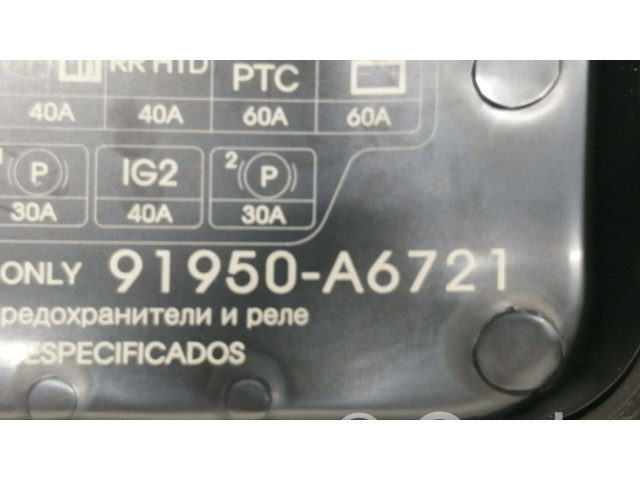 RR HTD PTC
40A 40A 60A 60A
P IG2 2 P
30A 40A 30A
ONLY 91950-A6721
редохранители и реле
ESPECIFICADOS